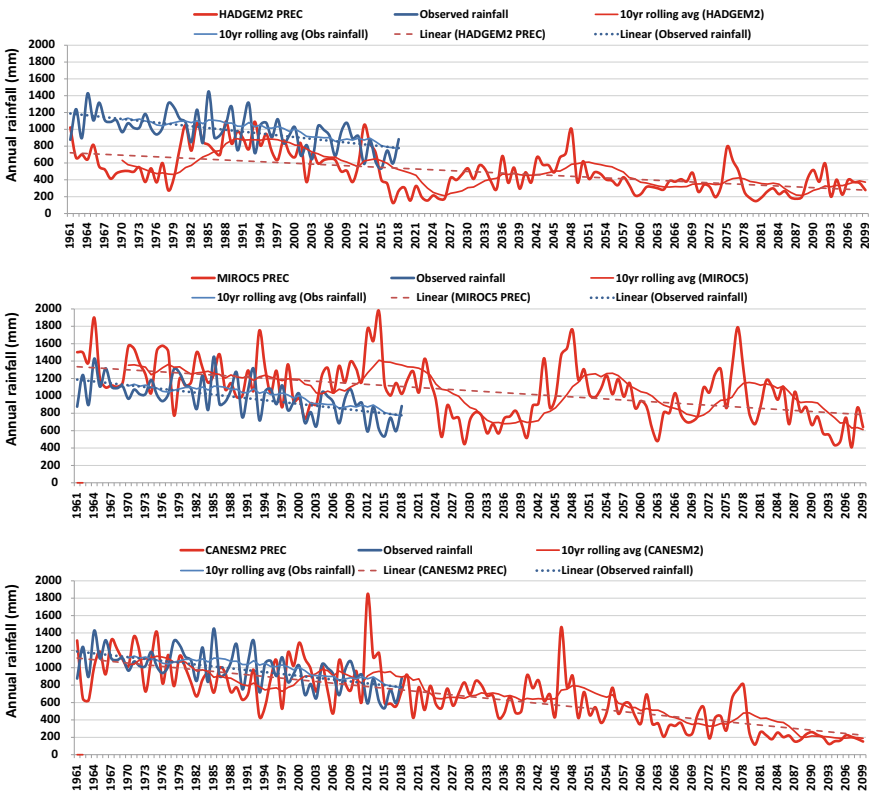 HADGEM2 PREC Observed rainfall 10yr rolling avg (HADGEM2)
10yr rolling avg (Obs rainfall) Linear (HADGEM2 PREC) Linear (Observed rainfall)
Annual rainfall (mm)
2000
1800
1600
1400
1200
1000
800
600
400
200
0
1961 1964 1967 1970 1973 1976 1979 1982 1985 1988 1991 1994 1997 2000 2003 2006 2009 2012 2015 2018 2021 2024 2027 2030 2033 2036 2039 2042 2045 2048 2051 2054 2057 2060 2063 2066 2069 2072 2075 2078 2081 2084 2087 2090 2093 2096 2099
MIROC5 PREC Observed rainfall 10yr rolling avg (MIROC5)
10yr rolling avg (Obs rainfall) Linear (MIROC5 PREC) Linear (Observed rainfall)
Annual rainfall (mm)
2000
1800
1600
1400
1200
1000
800
600
400
200
0
1961 1964 1967 1970 1973 1976 1979 1982 1985 1988 1991 1994 1997 2000 2003 2006 2009 2012 2015 2018 2021 2024 2027 2030 2033 2036 2039 2042 2045 2048 2051 2054 2057 2060 2063 2066 2069 2072 2075 2078 2081 2084 2087 2090 2093 2096 2099
CANESM2 PREC Observed rainfall 10yr rolling avg (CANESM2)
10yr rolling avg (Obs rainfall) Linear (CANESM2 PREC) Linear (Observed rainfall)
Annual rainfall (mm)
2000
1800
1600
1400
1200
1000
800
600
400
200
0
1961 1964 1967 1970 1973 1976 1979 1982 1985 1988 1991 1994 1997 2000 2003 2006 2009 2012 2015 2018 2021 2024 2027 2030 2033 2036 2039 2042 2045 2048 2051 2054 2057 2060 2063 2066 2069 2072 2075 2078 2081 2084 2087 2090 2093 2096 2099